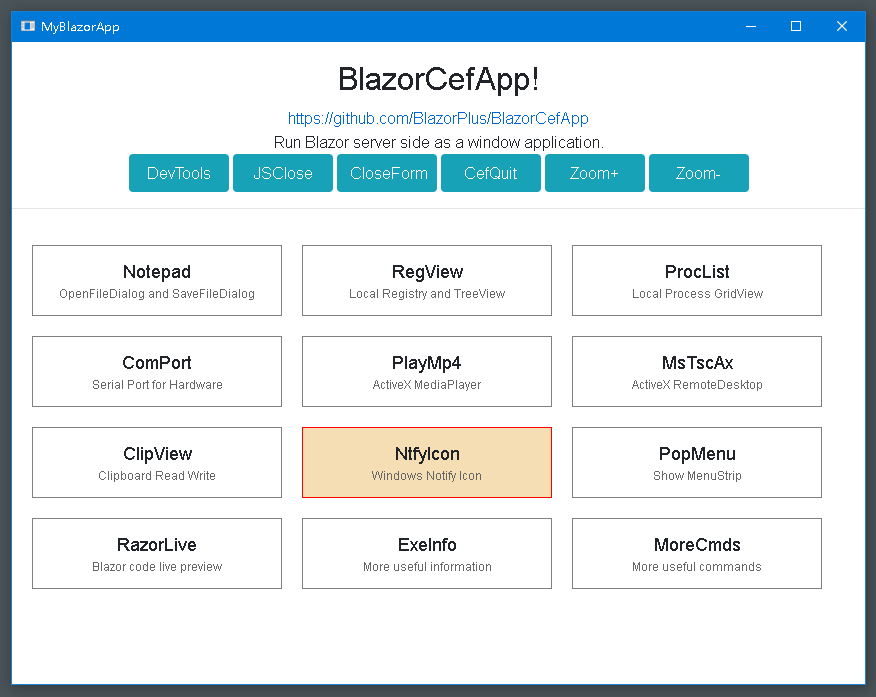 MyBlazorApp
BlazorCefApp!
https://github.com/BlazorPlus/BlazorCefApp
Run Blazor server side as a window application.
DevTools JSClose CloseForm CefQuit Zoom+ Zoom-
Notepad RegView ProcList
OpenFileDialog and SaveFileDialog Local Registry and TreeView Local Process GridView
ComPort PlayMp4 MsTscAx
Serial Port for Hardware ActiveX MediaPlayer ActiveX RemoteDesktop
ClipView NtfyIcon PopMenu
Clipboard Read Write Windows Notify Icon Show MenuStrip
RazorLive ExeInfo MoreCmds
Blazor code live preview More useful information More useful commands